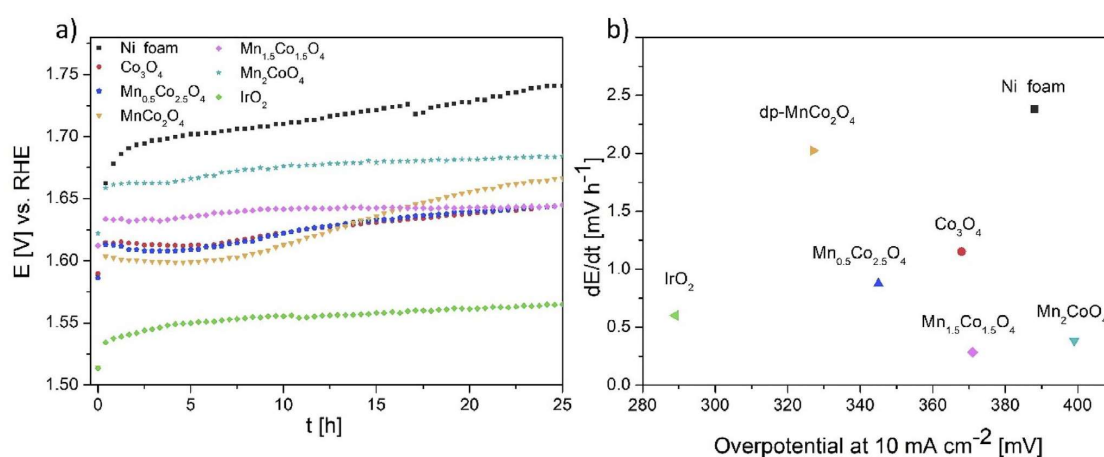 a)
Ni foam
Co₃O₄
Mn₀.₅Co₂.₅O₄
MnCo₂O₄
Mn₁.₅Co₁.₅O₄
Mn₂CoO₄
IrO₂
E [V] vs. RHE
1.75
1.70
1.65
1.60
1.55
1.50
0 5 10 15 20 25
t [h]
b)
dE/dt [mV h⁻¹]
2.5
2.0
1.5
1.0
0.5
0.0
Ni foam
dp-MnCo₂O₄
Co₃O₄
Mn₀.₅Co₂.₅O₄
IrO₂
Mn₁.₅Co₁.₅O₄
Mn₂CoO₄
280 300 320 340 360 380 400
Overpotential at 10 mA cm⁻² [mV]